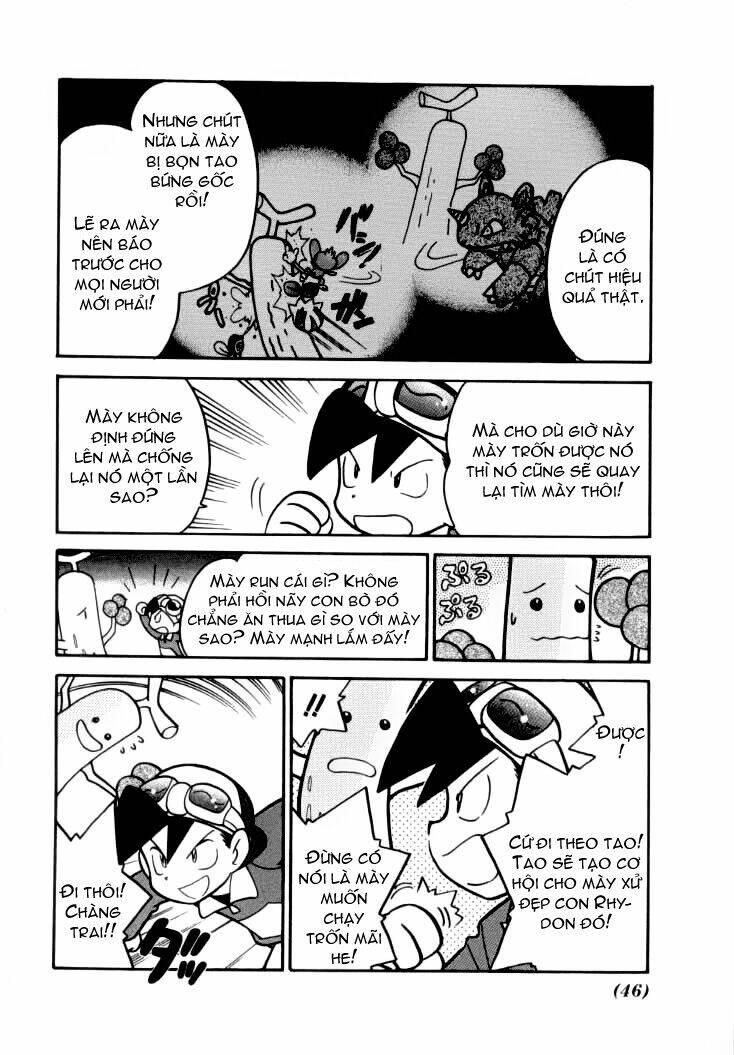 Đúng
là có
chút hiệu
quả thật.
Nhưng chút
nữa là mày
bị bọn tao
bứng gốc
rồi!
Lẽ ra mày
nên báo
trước cho
mọi người
mới phải!
Mà cho dù giờ này
mày trốn được nó
thì nó cũng sẽ quay
lại tìm mày thôi!
Mày không
định đứng
lên mà chống
lại nó một lần
sao?
ぷる
ぷる
Mày run cái gì? Không
phải hồi nãy con bò đó
chẳng ăn thua gì so với mày
sao? Mày mạnh lắm đấy!
Được
!
!!
Cứ đi theo tao!
Tao sẽ tạo cơ
hội cho mày xử
đẹp con Rhy-
don đó!
Đừng có
nói là mày
muốn
chạy
trốn mãi
he!
Đi thôi!
Chàng
trai!!
ダッ
(46)